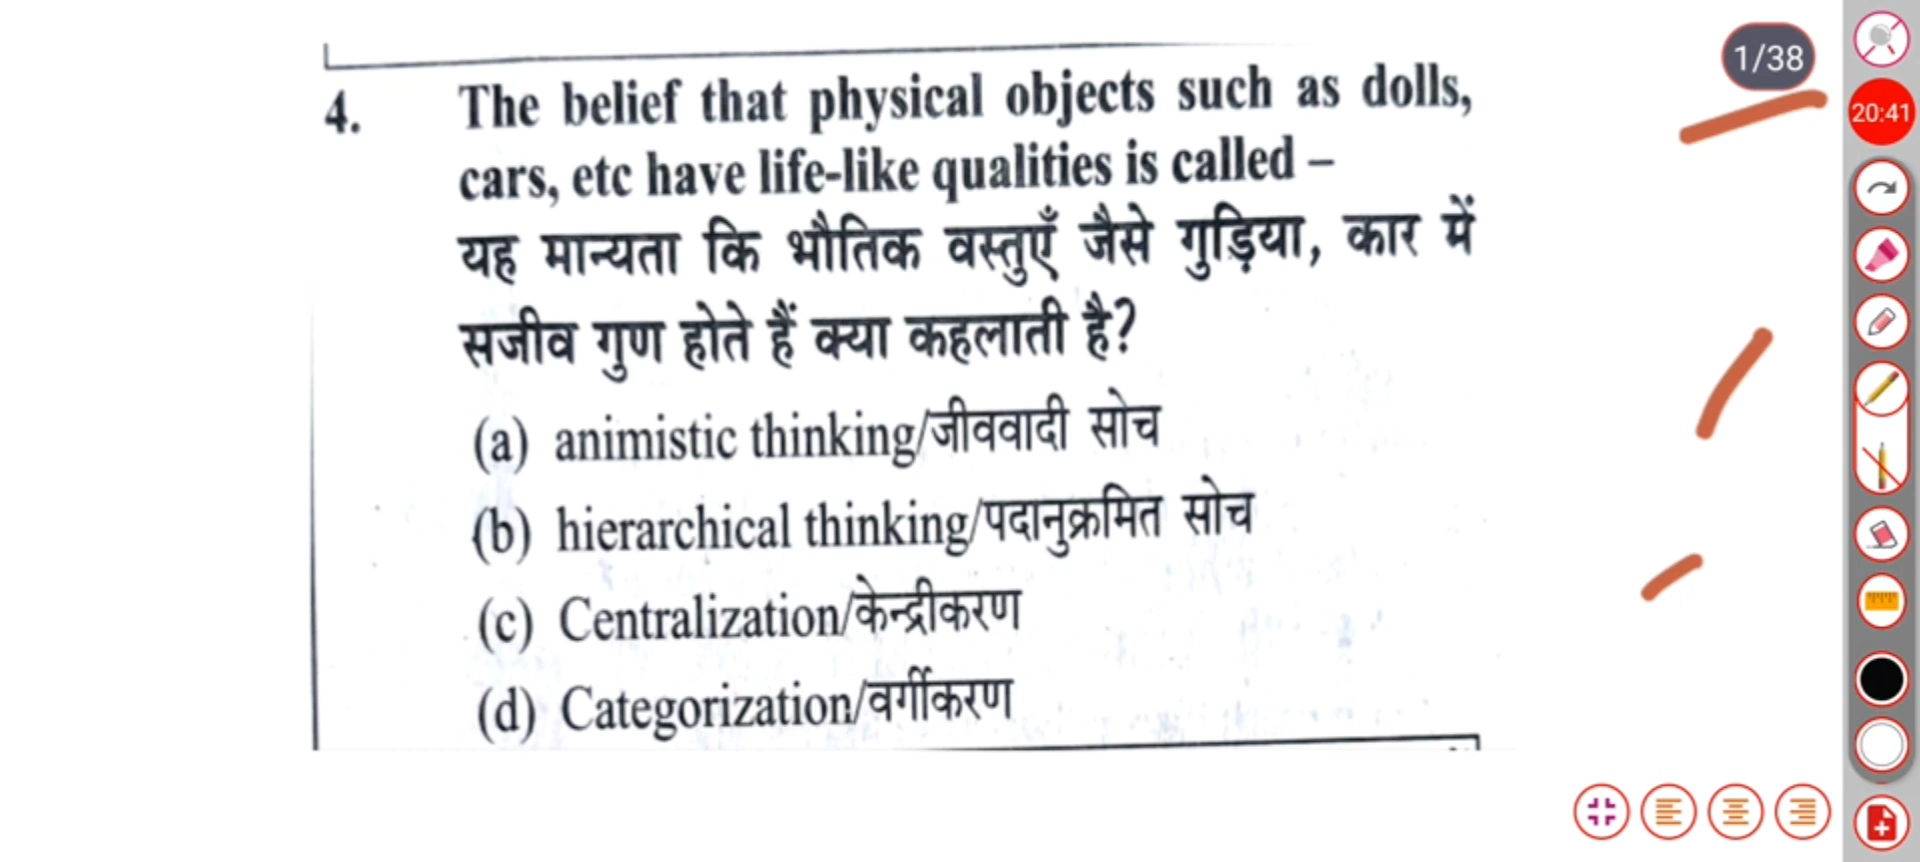 1/38
20:41
4. The belief that physical objects such as dolls,
cars, etc have life-like qualities is called –
यह मान्यता कि भौतिक वस्तुएँ जैसे गुड़िया, कार में
सजीव गुण होते हैं क्या कहलाती है?
(a) animistic thinking/जीववादी सोच
(b) hierarchical thinking/पदानुक्रमित सोच
(c) Centralization/केन्द्रीकरण
(d) Categorization/वर्गीकरण